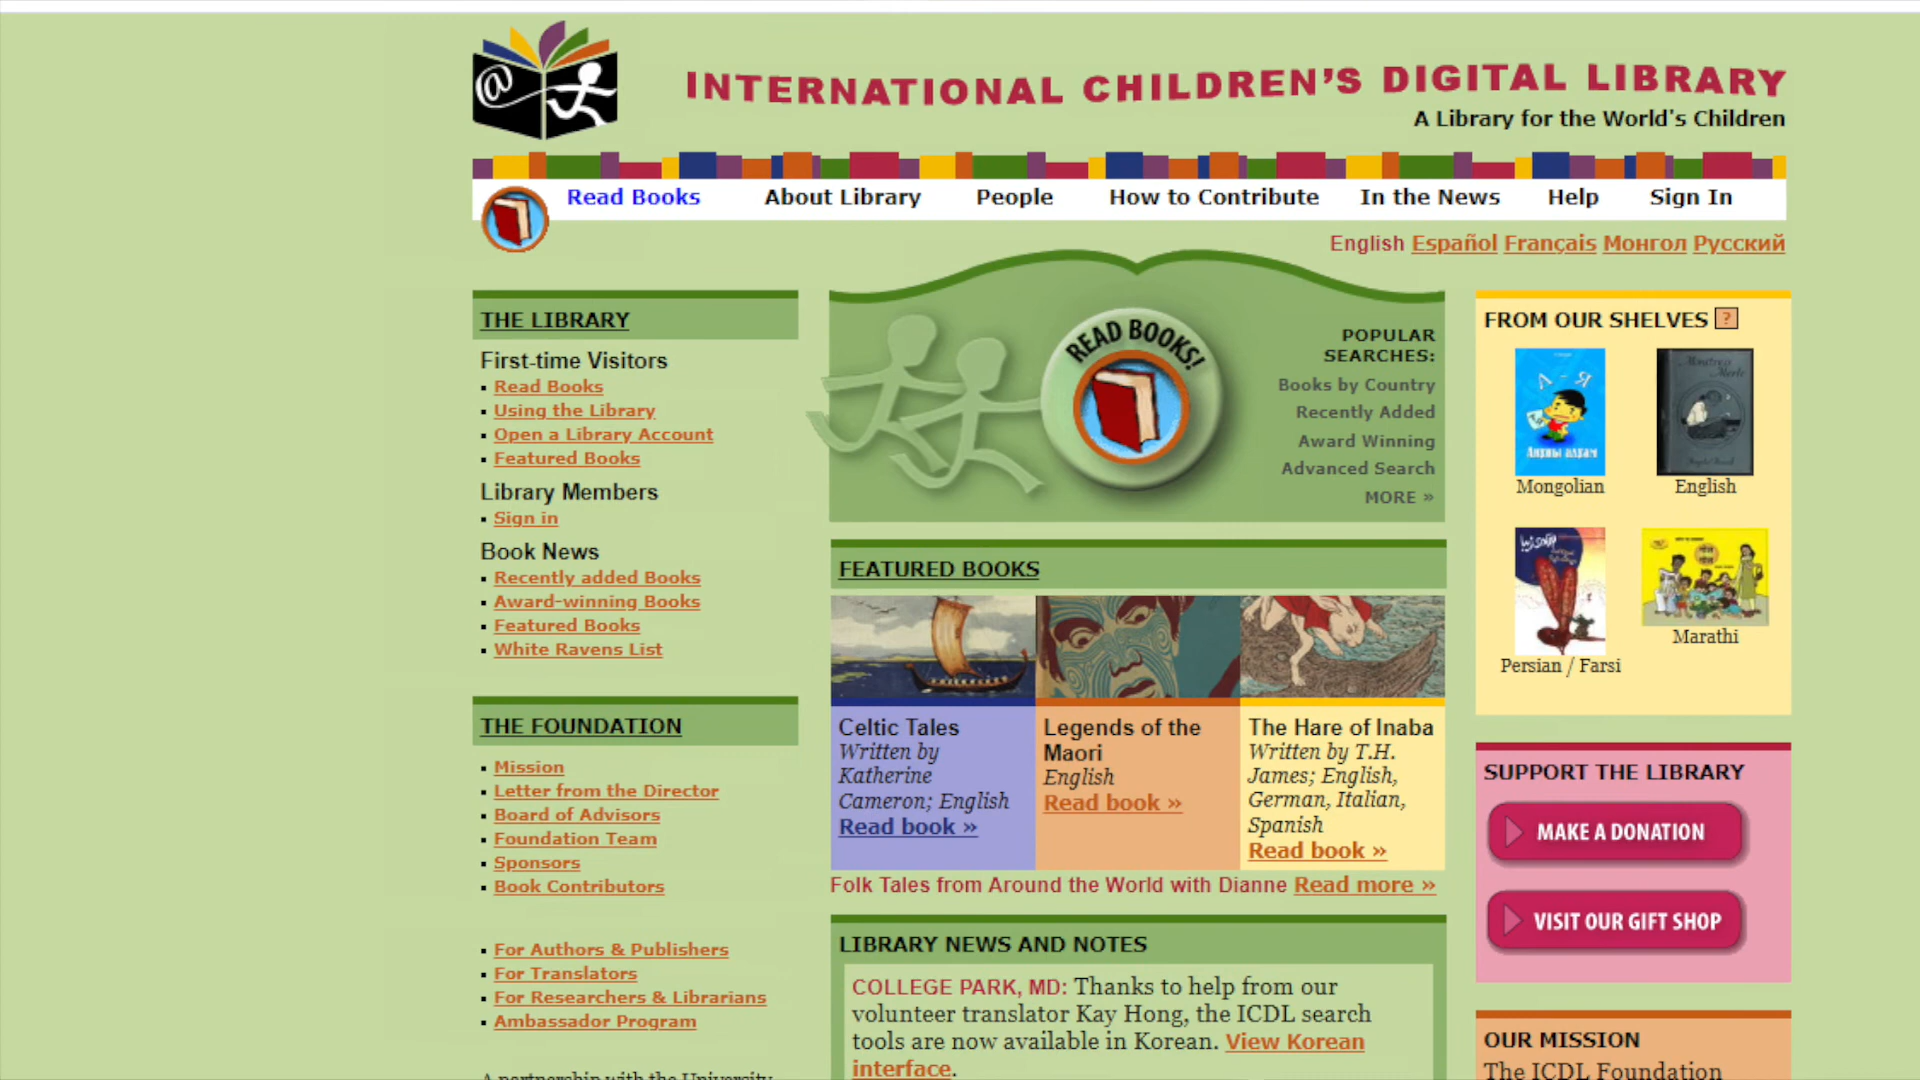 @
INTERNATIONAL CHILDREN'S DIGITAL LIBRARY
A Library for the World's Children
Read Books
About Library
People
How to Contribute
In the News
Help
Sign In
English Español Français Монгол Русский
THE LIBRARY
First-time Visitors
Read Books
Using the Library
Open a Library Account
Featured Books
Library Members
Sign in
Book News
Recently added Books
Award-winning Books
Featured Books
White Ravens List
THE FOUNDATION
Mission
Letter from the Director
Board of Advisors
Foundation Team
Sponsors
Book Contributors
For Authors & Publishers
For Translators
For Researchers & Librarians
Ambassador Program
A partnership with the University
READ BOOKS!
POPULAR
SEARCHES:
Books by Country
Recently Added
Award Winning
Advanced Search
MORE »
FEATURED BOOKS
Celtic Tales
Written by
Katherine
Cameron; English
Read book »
Legends of the
Maori
English
Read book »
The Hare of Inaba
Written by T.H.
James; English,
German, Italian,
Spanish
Read book »
Folk Tales from Around the World with Dianne Read more »
LIBRARY NEWS AND NOTES
COLLEGE PARK, MD: Thanks to help from our
volunteer translator Kay Hong, the ICDL search
tools are now available in Korean. View Korean
interface.
FROM OUR SHELVES ?
А - Я
Mongolian
English
Persian / Farsi
Marathi
SUPPORT THE LIBRARY
MAKE A DONATION
VISIT OUR GIFT SHOP
OUR MISSION
The ICDL Foundation